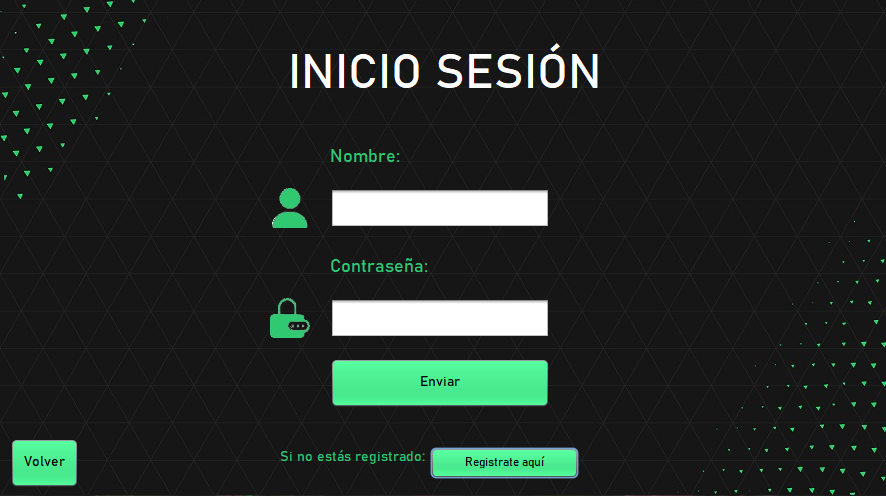 INICIO SESIÓN
Nombre:
Contraseña:
Enviar
Si no estás registrado: Registrate aquí
Volver